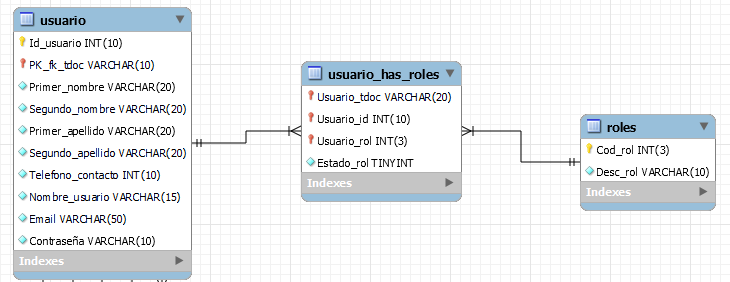 usuario
Id_usuario INT(10)
PK_fk_tdoc VARCHAR(10)
Primer_nombre VARCHAR(20)
Segundo_nombre VARCHAR(20)
Primer_apellido VARCHAR(20)
Segundo_apellido VARCHAR(20)
Telefono_contacto INT(10)
Nombre_usuario VARCHAR(15)
Email VARCHAR(50)
Contraseña VARCHAR(10)
Indexes
usuario_has_roles
Usuario_tdoc VARCHAR(20)
Usuario_id INT(10)
Usuario_rol INT(3)
Estado_rol TINYINT
Indexes
roles
Cod_rol INT(3)
Desc_rol VARCHAR(10)
Indexes